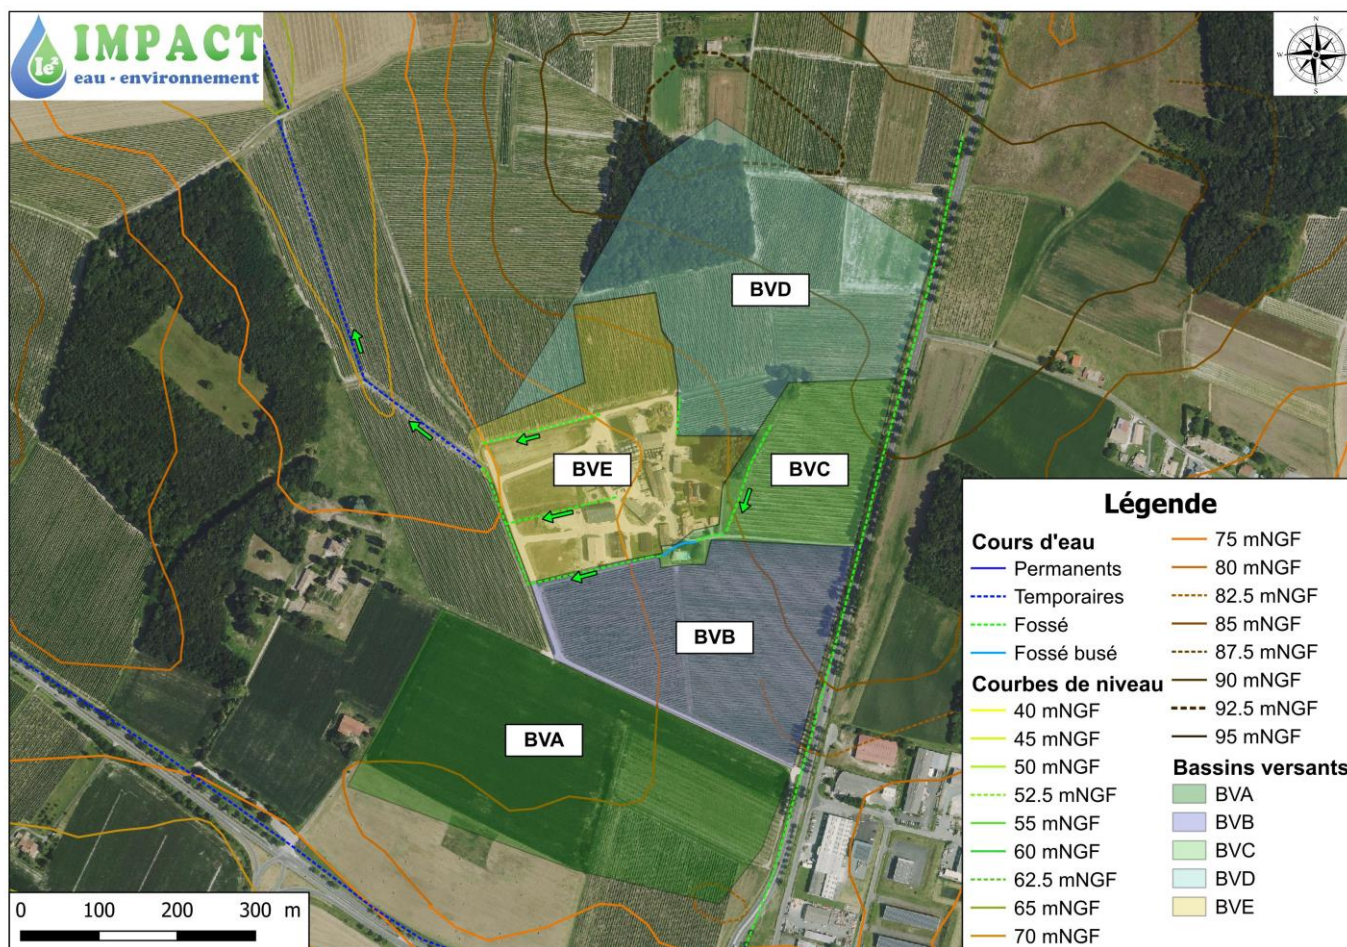 IMPACT
Ie²
eau - environnement
N
W
E
S
BVD
BVE
BVC
BVB
BVA
0 100 200 300 m
Légende
Cours d'eau
Permanents
Temporaires
Fossé
Fossé busé
Courbes de niveau
40 mNGF
45 mNGF
50 mNGF
52.5 mNGF
55 mNGF
60 mNGF
62.5 mNGF
65 mNGF
70 mNGF
75 mNGF
80 mNGF
82.5 mNGF
85 mNGF
87.5 mNGF
90 mNGF
92.5 mNGF
95 mNGF
Bassins versants
BVA
BVB
BVC
BVD
BVE